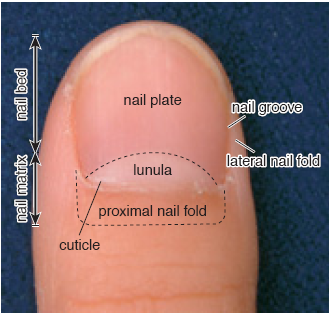 nail bed
nail plate
nail groove
lateral nail fold
lunula
nail matrix
proximal nail fold
cuticle